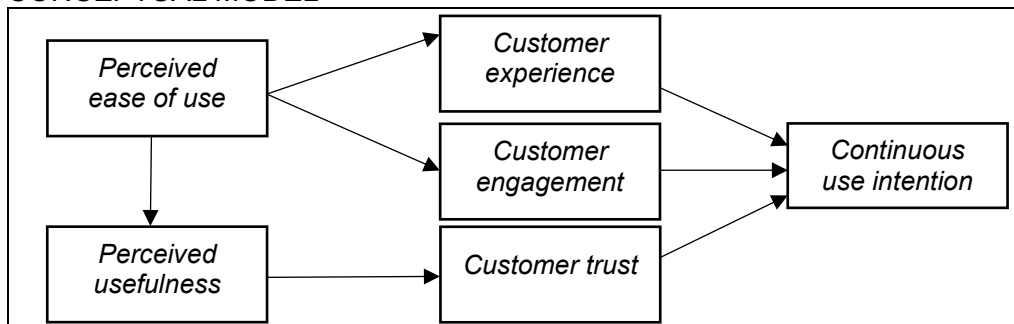 CONCEPTUAL MODEL
Perceived
ease of use
Customer
experience
Customer
engagement
Continuous
use intention
Perceived
usefulness
Customer trust